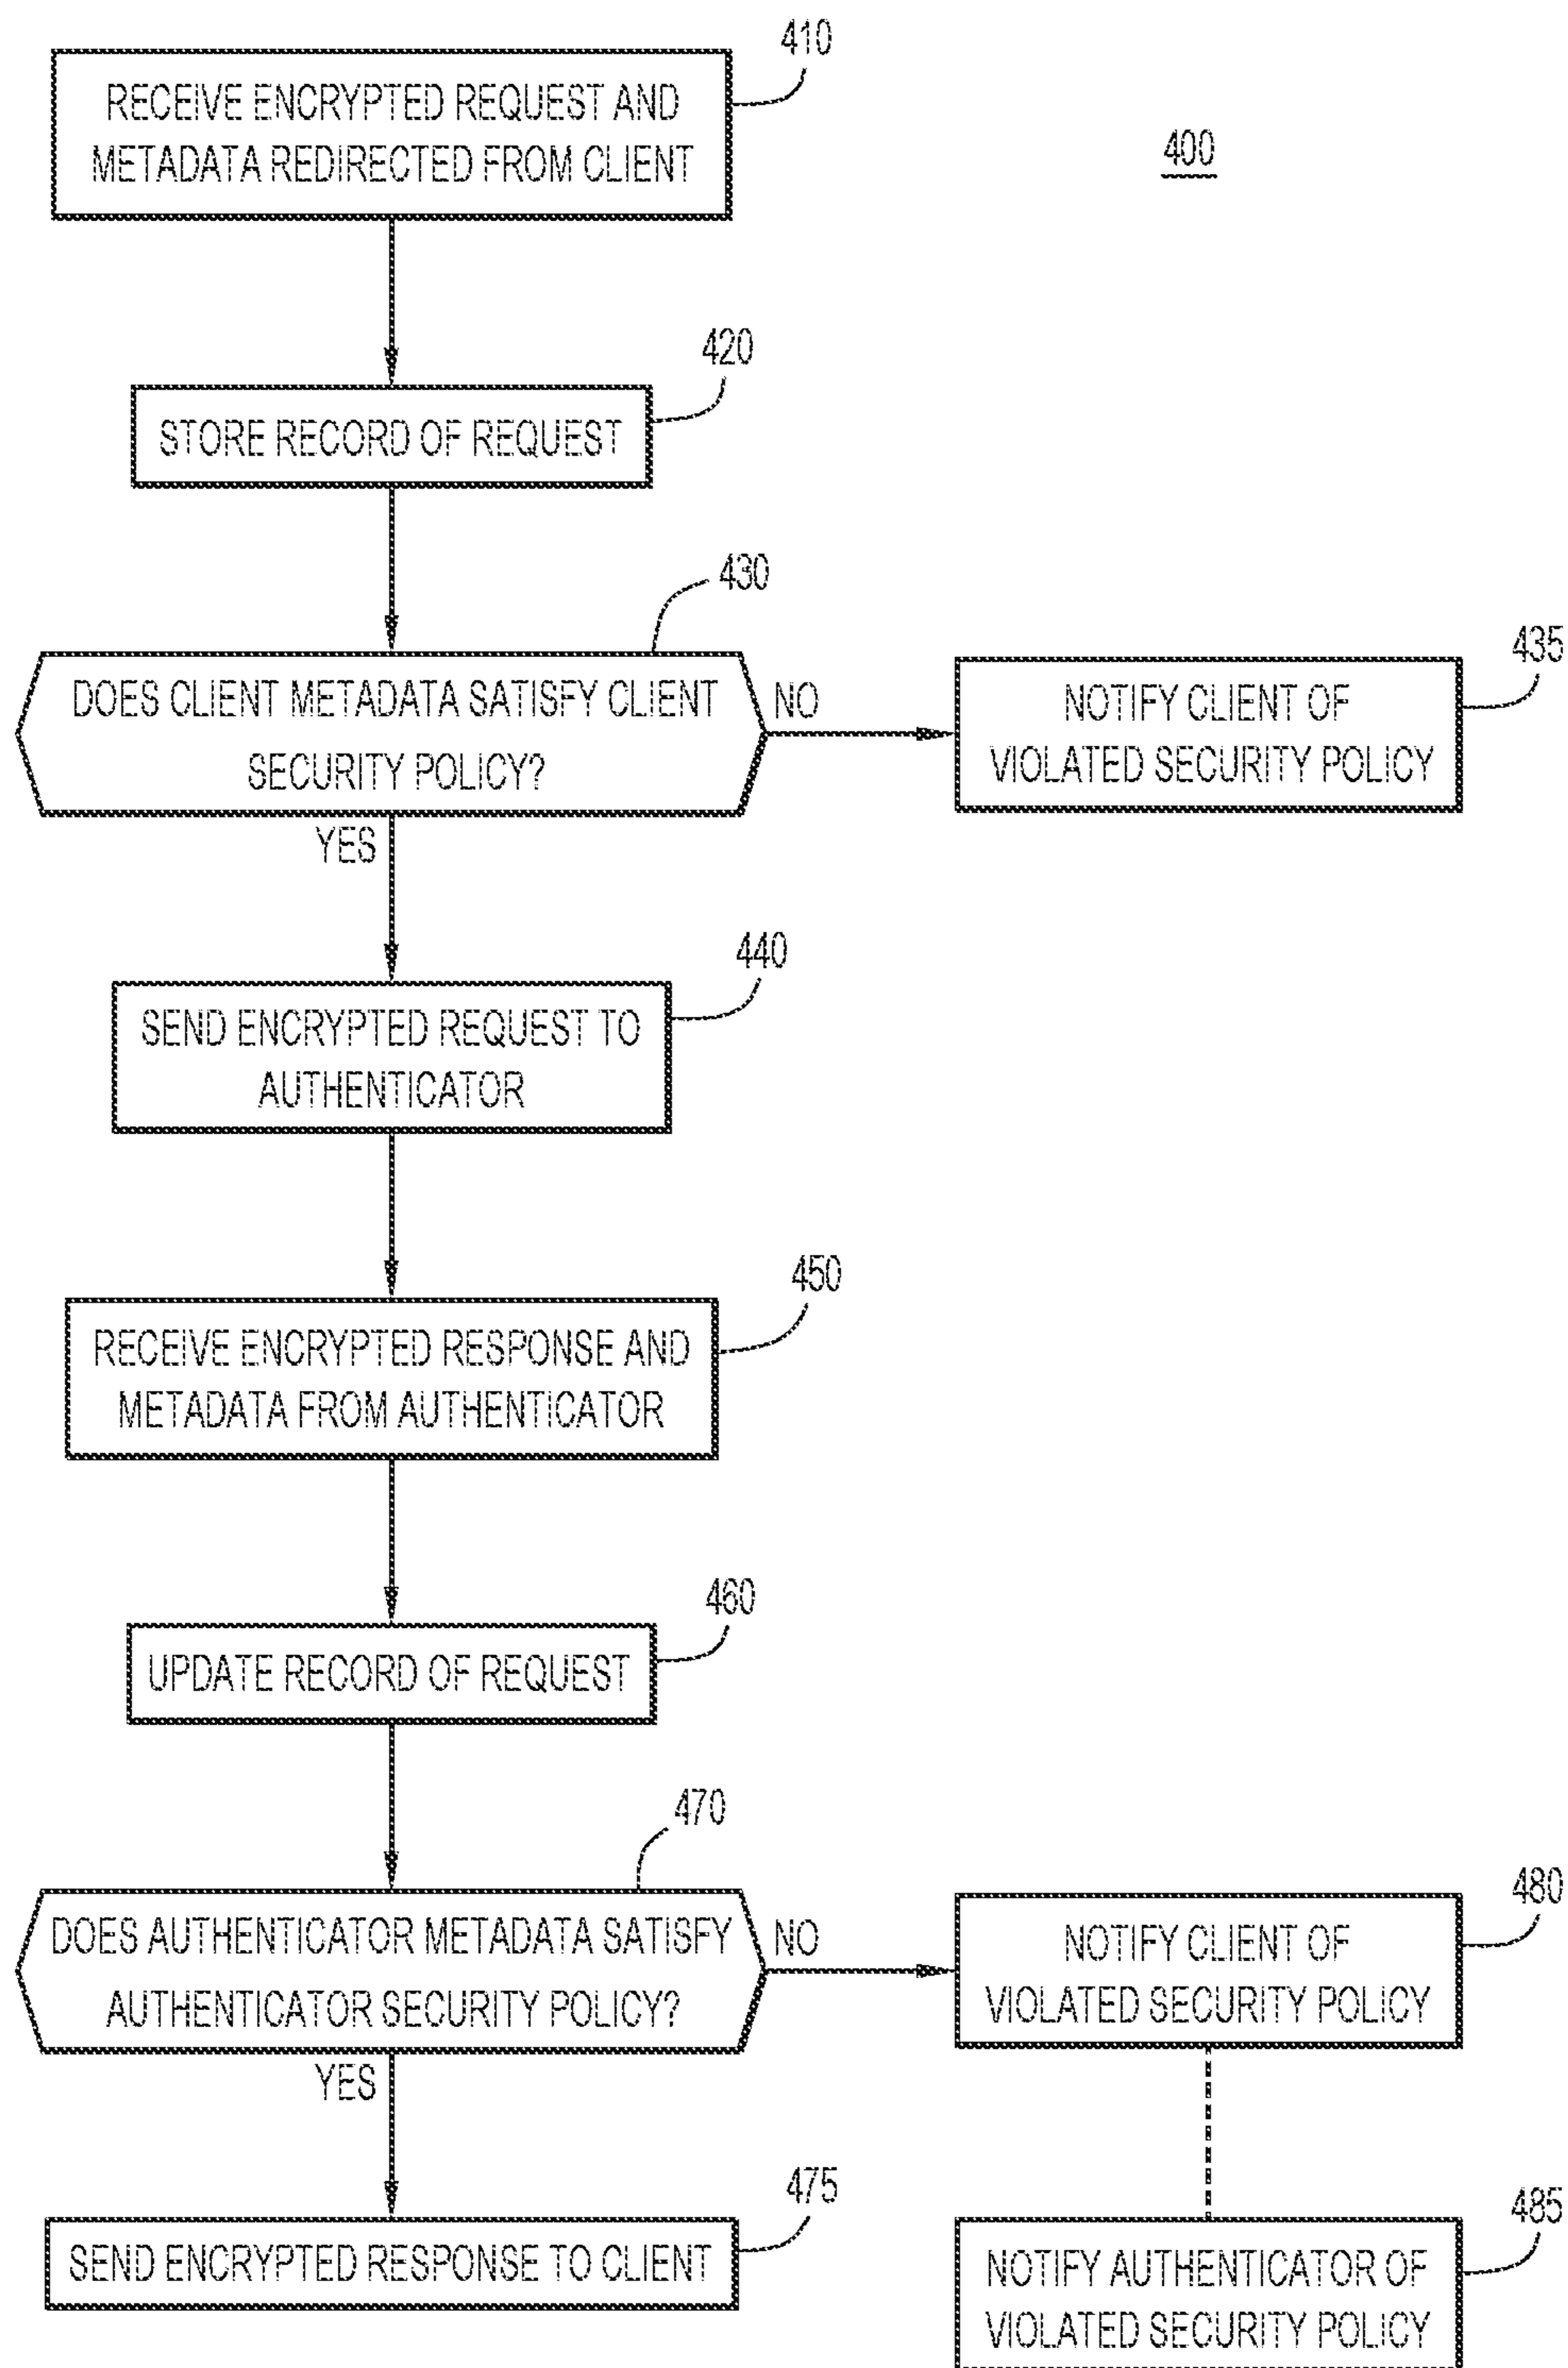 410
RECEIVE ENCRYPTED REQUEST AND
METADATA REDIRECTED FROM CLIENT
400
420
STORE RECORD OF REQUEST
430
DOES CLIENT METADATA SATISFY CLIENT
SECURITY POLICY?
NO
435
NOTIFY CLIENT OF
VIOLATED SECURITY POLICY
YES
440
SEND ENCRYPTED REQUEST TO
AUTHENTICATOR
450
RECEIVE ENCRYPTED RESPONSE AND
METADATA FROM AUTHENTICATOR
460
UPDATE RECORD OF REQUEST
470
DOES AUTHENTICATOR METADATA SATISFY
AUTHENTICATOR SECURITY POLICY?
NO
480
NOTIFY CLIENT OF
VIOLATED SECURITY POLICY
YES
475
SEND ENCRYPTED RESPONSE TO CLIENT
485
NOTIFY AUTHENTICATOR OF
VIOLATED SECURITY POLICY